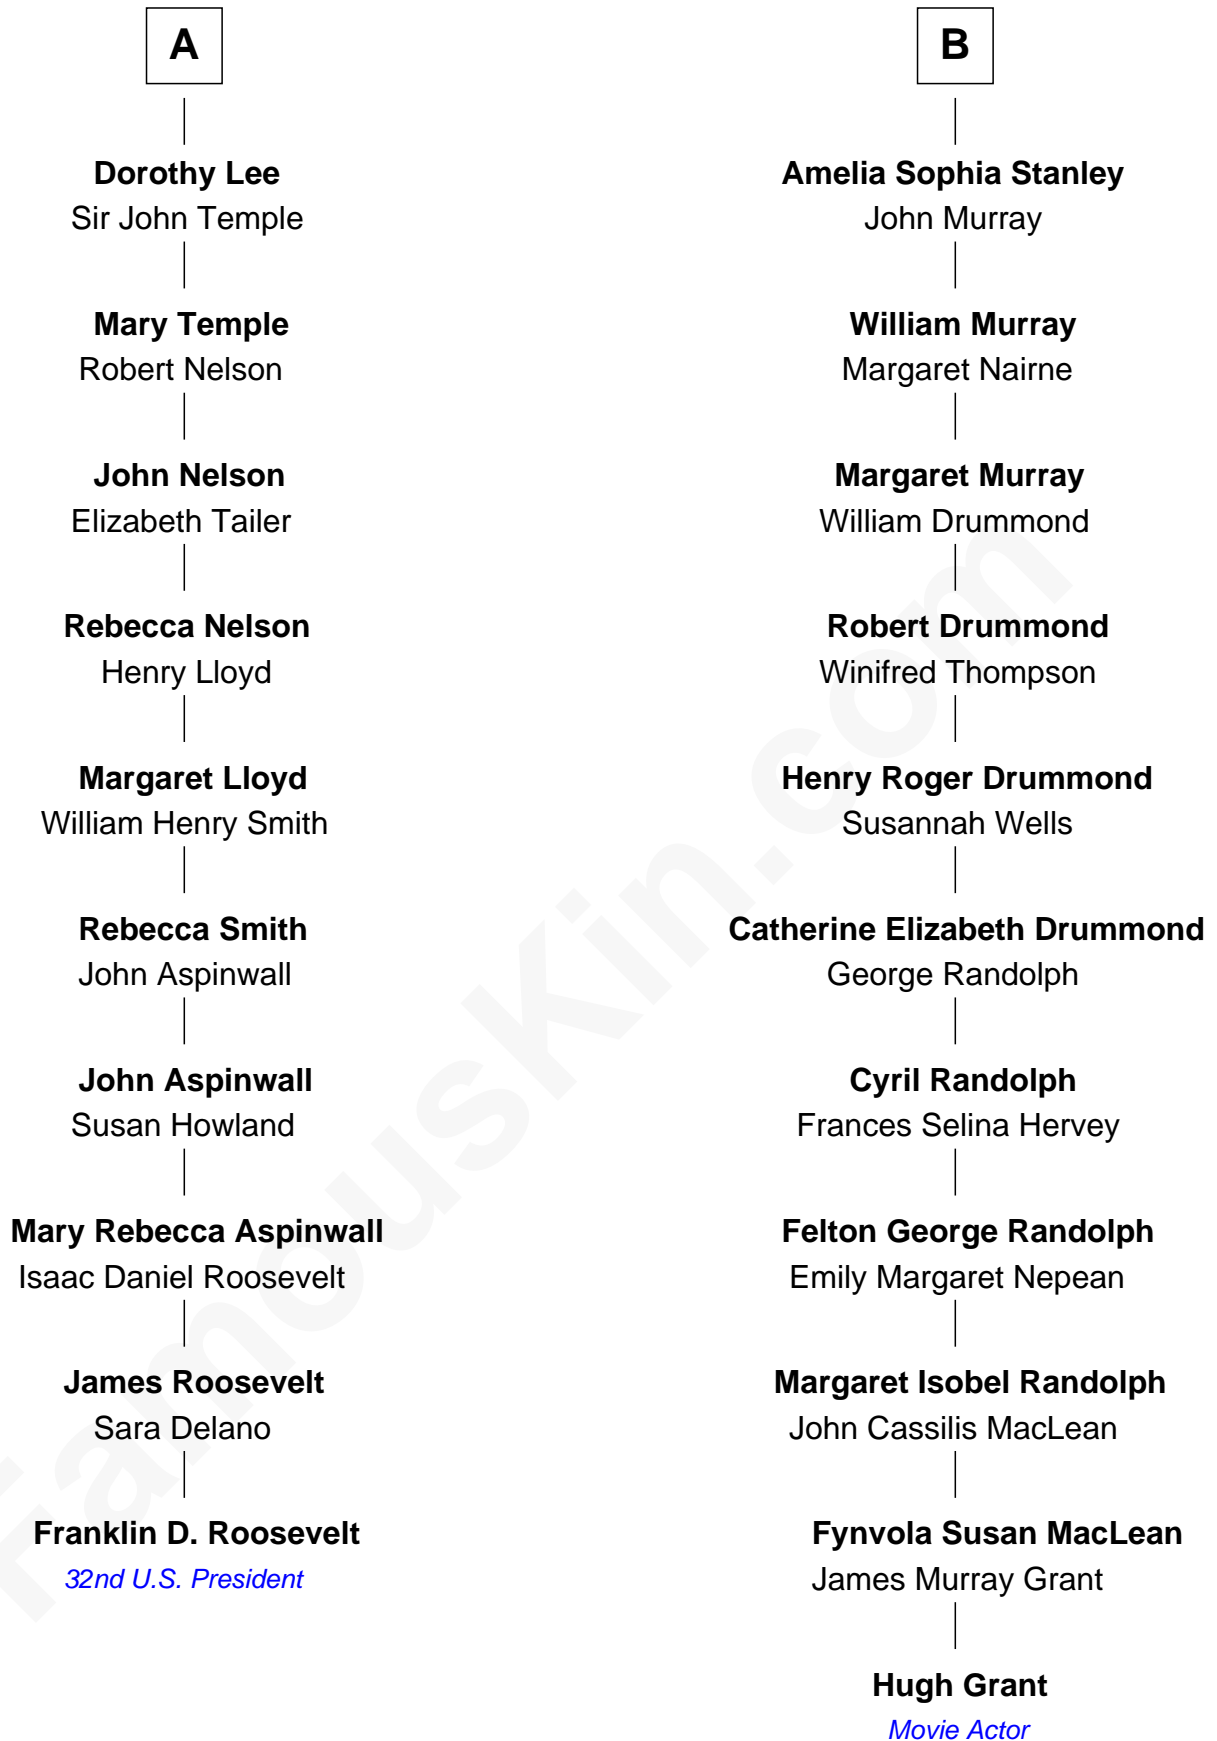 A
Dorothy Lee
Sir John Temple
Mary Temple
Robert Nelson
John Nelson
Elizabeth Tailer
Rebecca Nelson
Henry Lloyd
Margaret Lloyd
William Henry Smith
Rebecca Smith
John Aspinwall
John Aspinwall
Susan Howland
Mary Rebecca Aspinwall
Isaac Daniel Roosevelt
James Roosevelt
Sara Delano
Franklin D. Roosevelt
32nd U.S. President
B
Amelia Sophia Stanley
John Murray
William Murray
Margaret Nairne
Margaret Murray
William Drummond
Robert Drummond
Winifred Thompson
Henry Roger Drummond
Susannah Wells
Catherine Elizabeth Drummond
George Randolph
Cyril Randolph
Frances Selina Hervey
Felton George Randolph
Emily Margaret Nepean
Margaret Isobel Randolph
John Cassilis MacLean
Fynvola Susan MacLean
James Murray Grant
Hugh Grant
Movie Actor
FamousKin.com